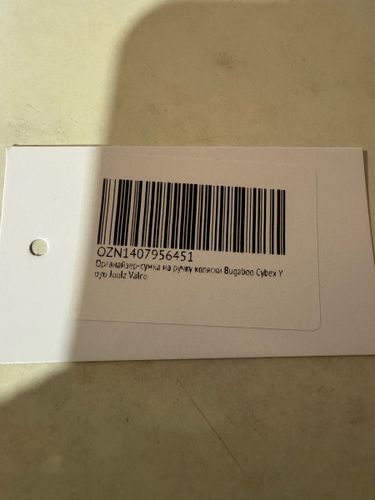 OZN1407956451
Органайзер-сумка на ручку коляски Bugaboo Cybex Y
oyo Joolz Valco